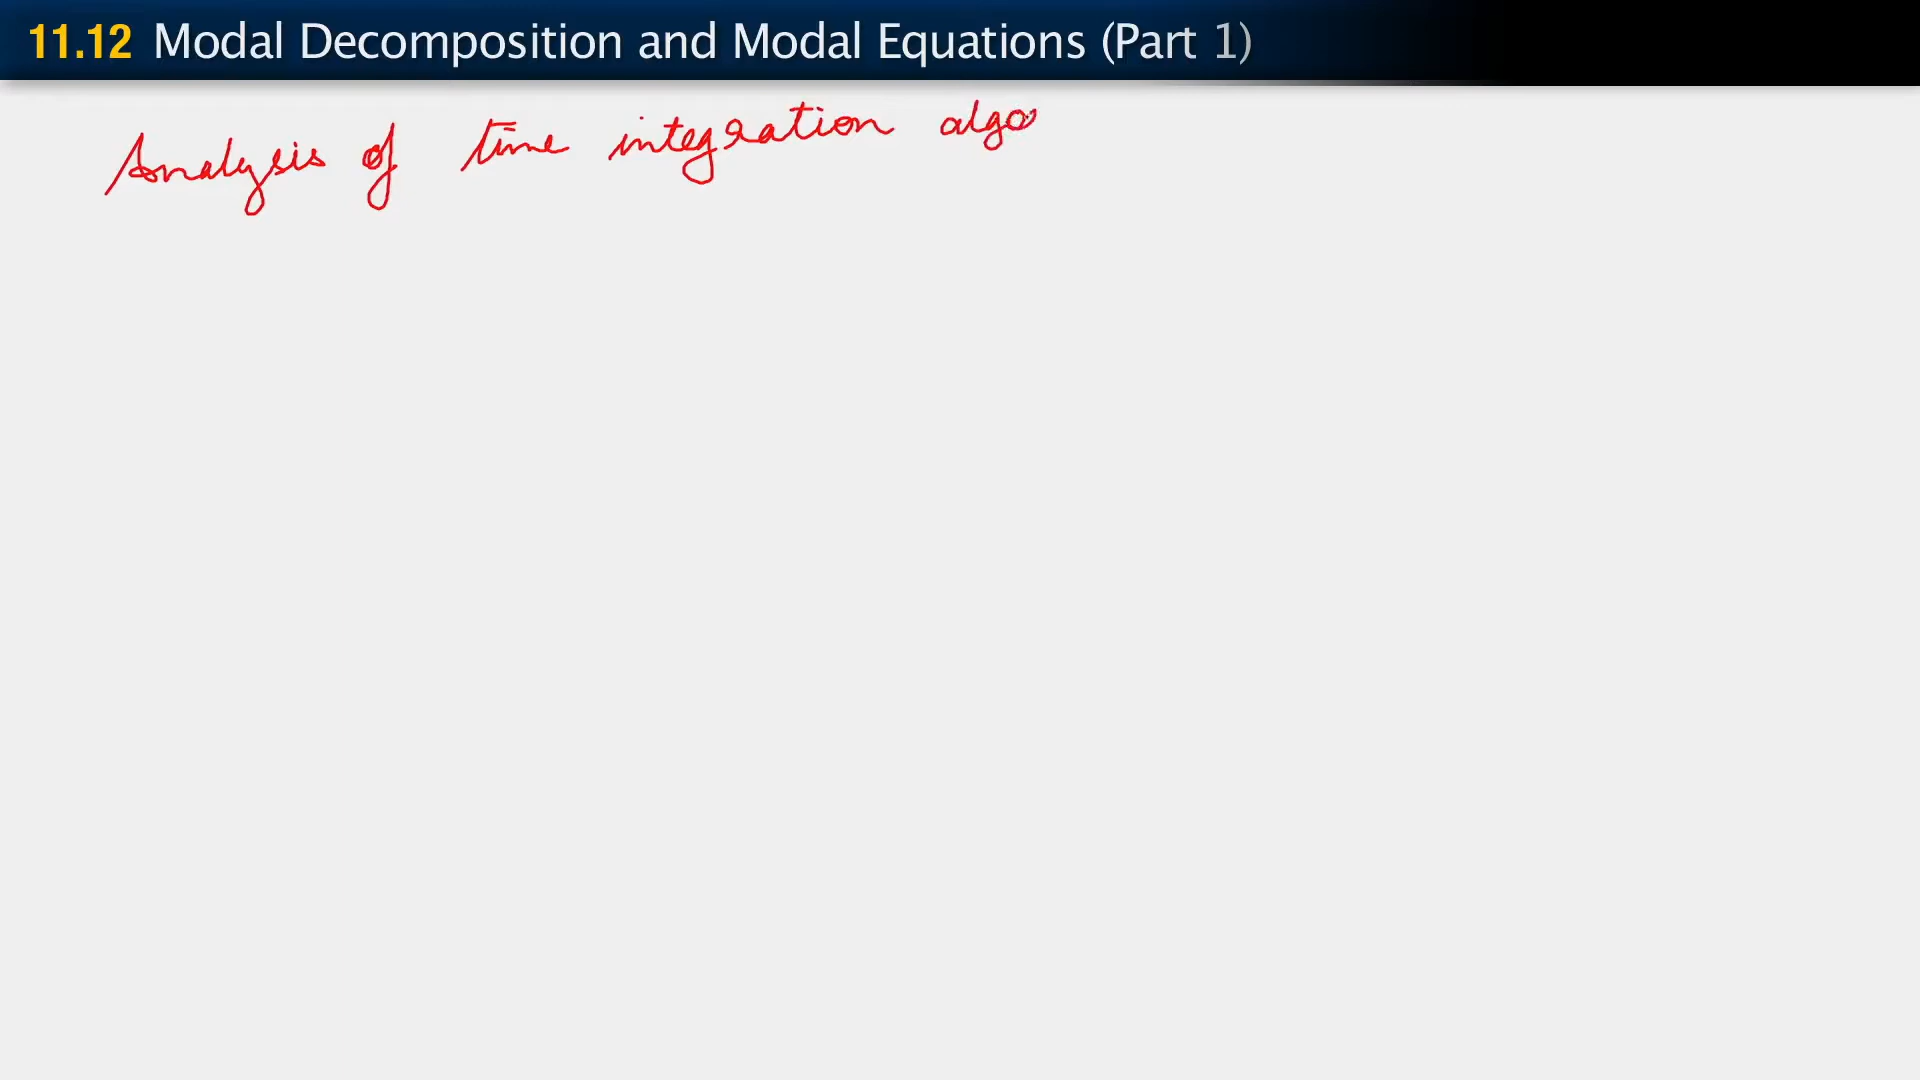 11.12 Modal Decomposition and Modal Equations (Part 1)
Analysis of time integration algo